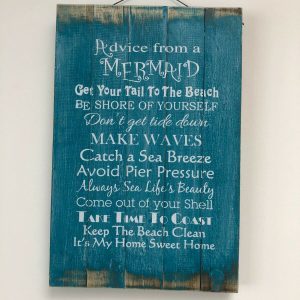 Advice from a
MERMAID
Get Your Tail To The Beach
BE SHORE OF YOURSELF
Don't get tide down
MAKE WAVES
Catch a Sea Breeze
Avoid Pier Pressure
Always Sea Life's Beauty
Come out of your Shell
TAKE TIME TO COAST
Keep The Beach Clean
It's My Home Sweet Home